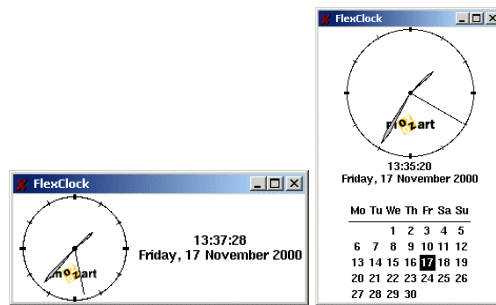 FlexClock
mozart
13:37:28
Friday, 17 November 2000
FlexClock
mozart
13:35:20
Friday, 17 November 2000
Mo Tu We Th Fr Sa Su
1 2 3 4 5
6 7 8 9 10 11 12
13 14 15 16 17 18 19
20 21 22 23 24 25 26
27 28 29 30